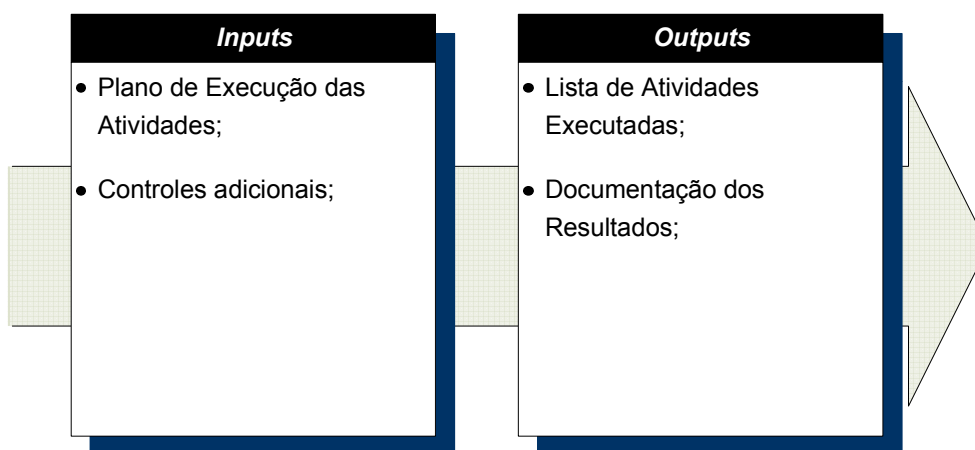 Inputs
• Plano de Execução das
Atividades;
• Controles adicionais;
Outputs
• Lista de Atividades
Executadas;
• Documentação dos
Resultados;